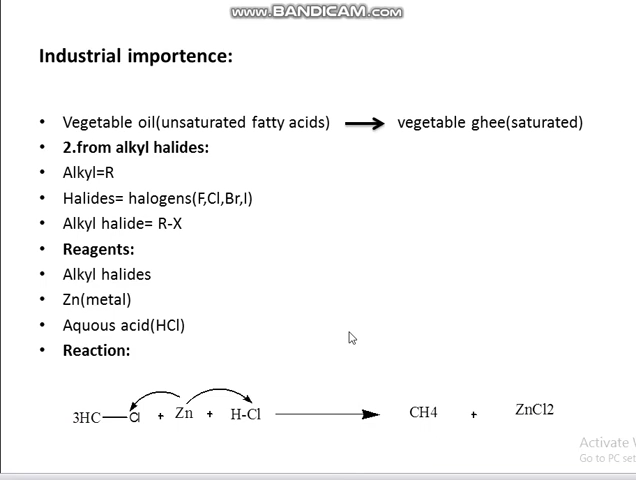 www.BANDICAM.com
Industrial importence:
• Vegetable oil(unsaturated fatty acids) → vegetable ghee(saturated)
• 2.from alkyl halides:
• Alkyl=R
• Halides= halogens(F,Cl,Br,I)
• Alkyl halide= R-X
• Reagents:
• Alkyl halides
• Zn(metal)
• Aquous acid(HCl)
• Reaction:
3HC—Cl + Zn + H-Cl → CH4 + ZnCl2
Activate W
Go to PC set